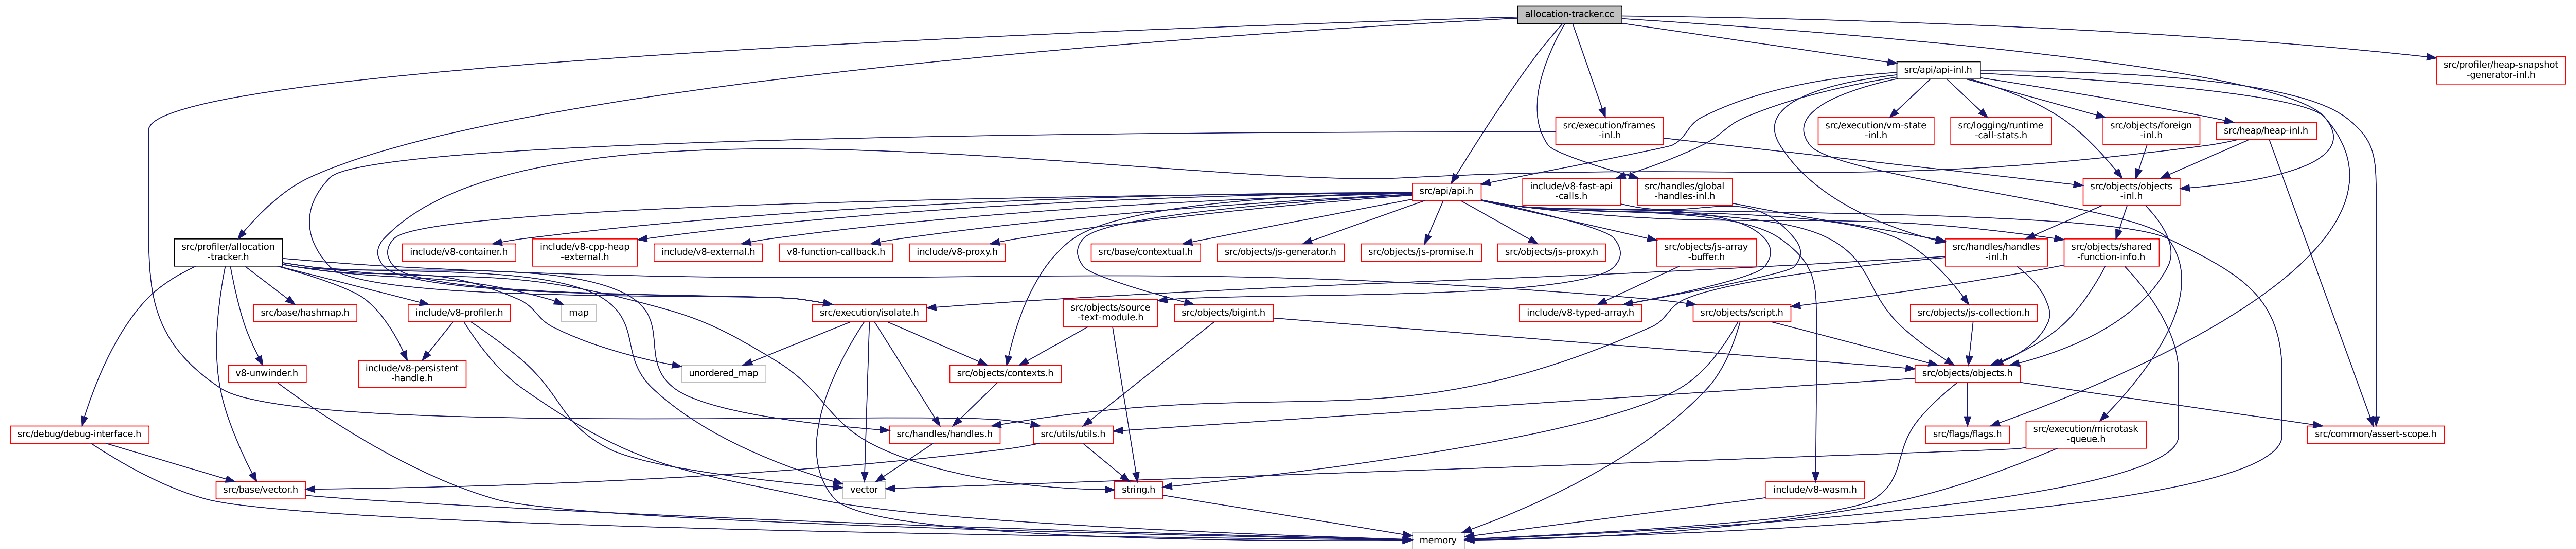 allocation-tracker.cc
src/api/api-inl.h
src/profiler/heap-snapshot
-generator-inl.h
src/execution/frames
-inl.h
src/execution/vm-state
-inl.h
src/logging/runtime
-call-stats.h
src/objects/foreign
-inl.h
src/heap/heap-inl.h
src/api/api.h
include/v8-fast-api
-calls.h
src/handles/global
-handles-inl.h
src/objects/objects
-inl.h
src/profiler/allocation
-tracker.h
include/v8-container.h
include/v8-cpp-heap
-external.h
include/v8-external.h
v8-function-callback.h
include/v8-proxy.h
src/base/contextual.h
src/objects/js-generator.h
src/objects/js-promise.h
src/objects/js-proxy.h
src/objects/js-array
-buffer.h
src/handles/handles
-inl.h
src/objects/shared
-function-info.h
src/base/hashmap.h
include/v8-profiler.h
map
src/execution/isolate.h
src/objects/source
-text-module.h
src/objects/bigint.h
include/v8-typed-array.h
src/objects/script.h
src/objects/js-collection.h
v8-unwinder.h
include/v8-persistent
-handle.h
unordered_map
src/objects/contexts.h
src/objects/objects.h
src/debug/debug-interface.h
src/handles/handles.h
src/utils/utils.h
src/flags/flags.h
src/execution/microtask
-queue.h
src/common/assert-scope.h
src/base/vector.h
vector
string.h
include/v8-wasm.h
memory